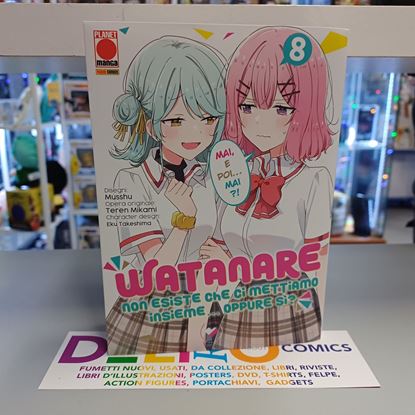 PLANET
manga
8
MAI,
E
POI...
MAI
?!
Disegni:
Musshu
Opera originale:
Teren Mikami
Character design:
Eku Takeshima
WATANARE
NON ESISTE CHE CI METTIAMO
INSIEME OPPURE SÌ?
COMICS
FUMETTI NUOVI, USATI, DA COLLEZIONE, LIBRI, RIVISTE,
LIBRI D'ILLUSTRAZIONI, POSTERS, DVD, T-SHIRTS, FELPE,
ACTION FIGURES, PORTACHIAVI, GADGETS